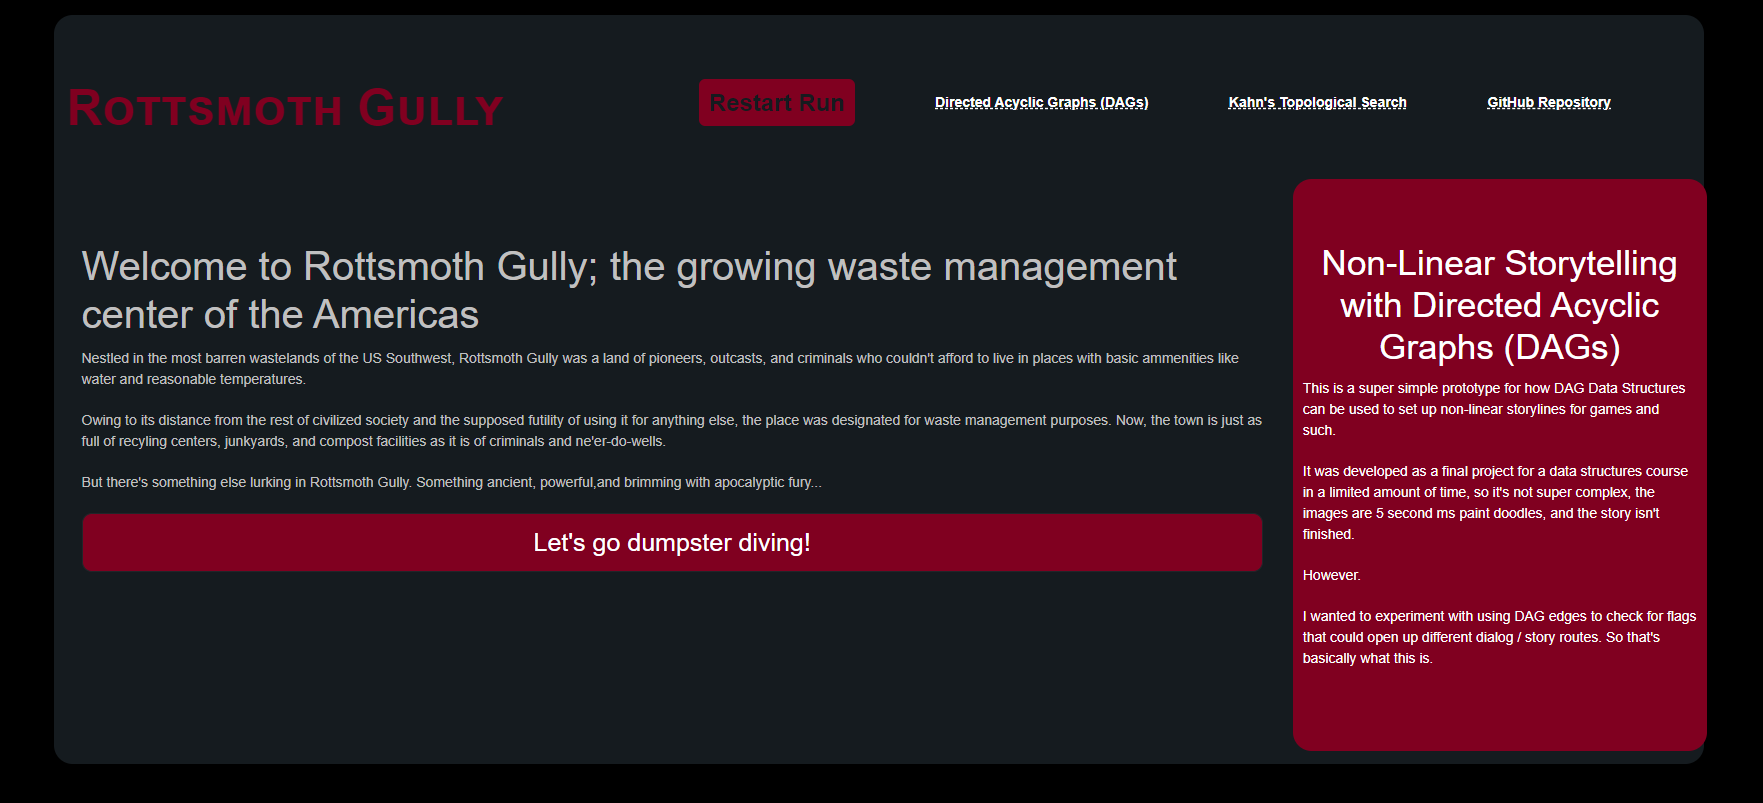 ROTTSMOTH GULLY
Restart Run
Directed Acyclic Graphs (DAGs)
Kahn's Topological Search
GitHub Repository
Welcome to Rottsmoth Gully; the growing waste management
center of the Americas
Nestled in the most barren wastelands of the US Southwest, Rottsmoth Gully was a land of pioneers, outcasts, and criminals who couldn't afford to live in places with basic ammenities like
water and reasonable temperatures.
Owing to its distance from the rest of civilized society and the supposed futility of using it for anything else, the place was designated for waste management purposes. Now, the town is just as
full of recyling centers, junkyards, and compost facilities as it is of criminals and ne'er-do-wells.
But there's something else lurking in Rottsmoth Gully. Something ancient, powerful,and brimming with apocalyptic fury...
Let's go dumpster diving!
Non-Linear Storytelling
with Directed Acyclic
Graphs (DAGs)
This is a super simple prototype for how DAG Data Structures
can be used to set up non-linear storylines for games and
such.
It was developed as a final project for a data structures course
in a limited amount of time, so it's not super complex, the
images are 5 second ms paint doodles, and the story isn't
finished.
However.
I wanted to experiment with using DAG edges to check for flags
that could open up different dialog / story routes. So that's
basically what this is.